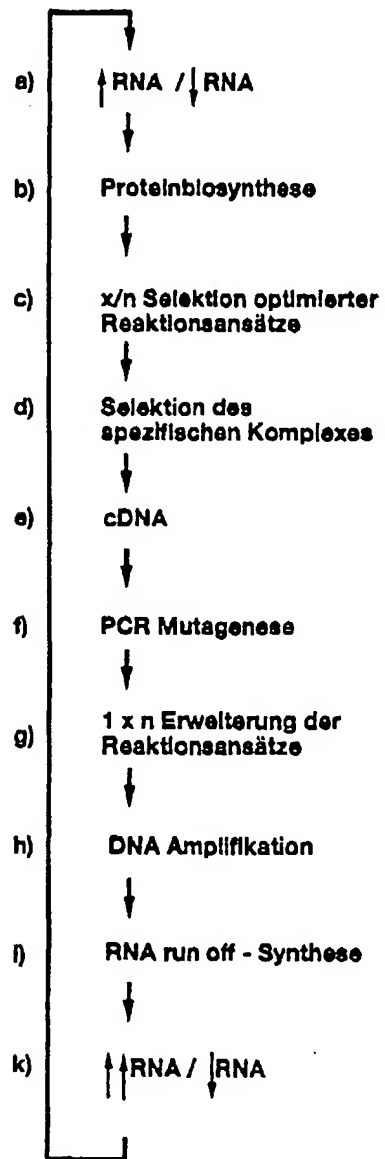 a) ↑RNA / ↓RNA
b) Proteinbiosynthese
c) x/n Selektion optimierter
Reaktionsansätze
d) Selektion des
spezifischen Komplexes
e) cDNA
f) PCR Mutagenese
g) 1 x n Erweiterung der
Reaktionsansätze
h) DNA Amplifikation
i) RNA run off - Synthese
k) ↑↑RNA / ↓RNA